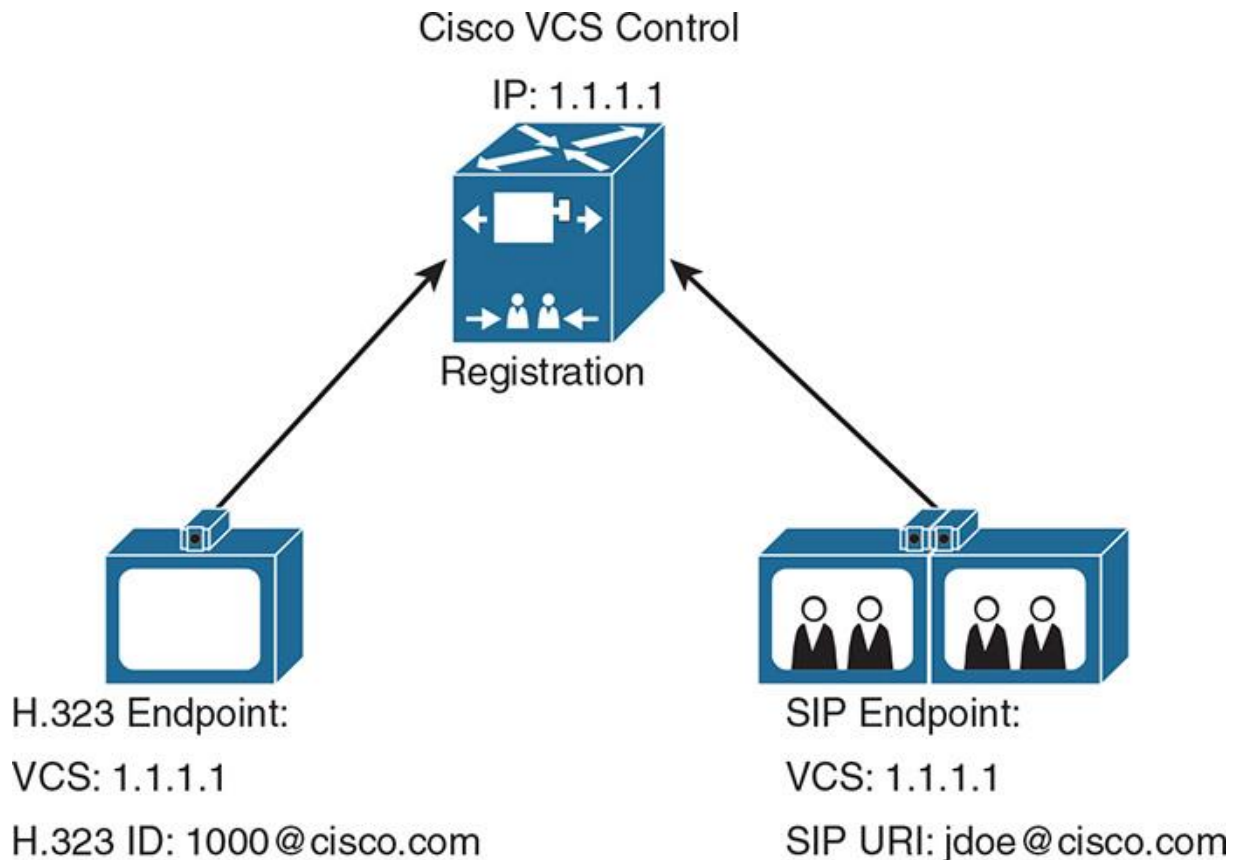 Cisco VCS Control
IP: 1.1.1.1
Registration
H.323 Endpoint:
VCS: 1.1.1.1
H.323 ID: 1000@cisco.com
SIP Endpoint:
VCS: 1.1.1.1
SIP URI: jdoe@cisco.com